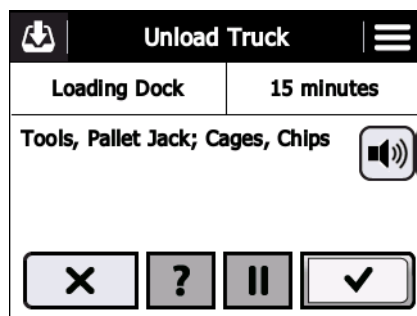 Unload Truck
Loading Dock
15 minutes
Tools, Pallet Jack; Cages, Chips
?